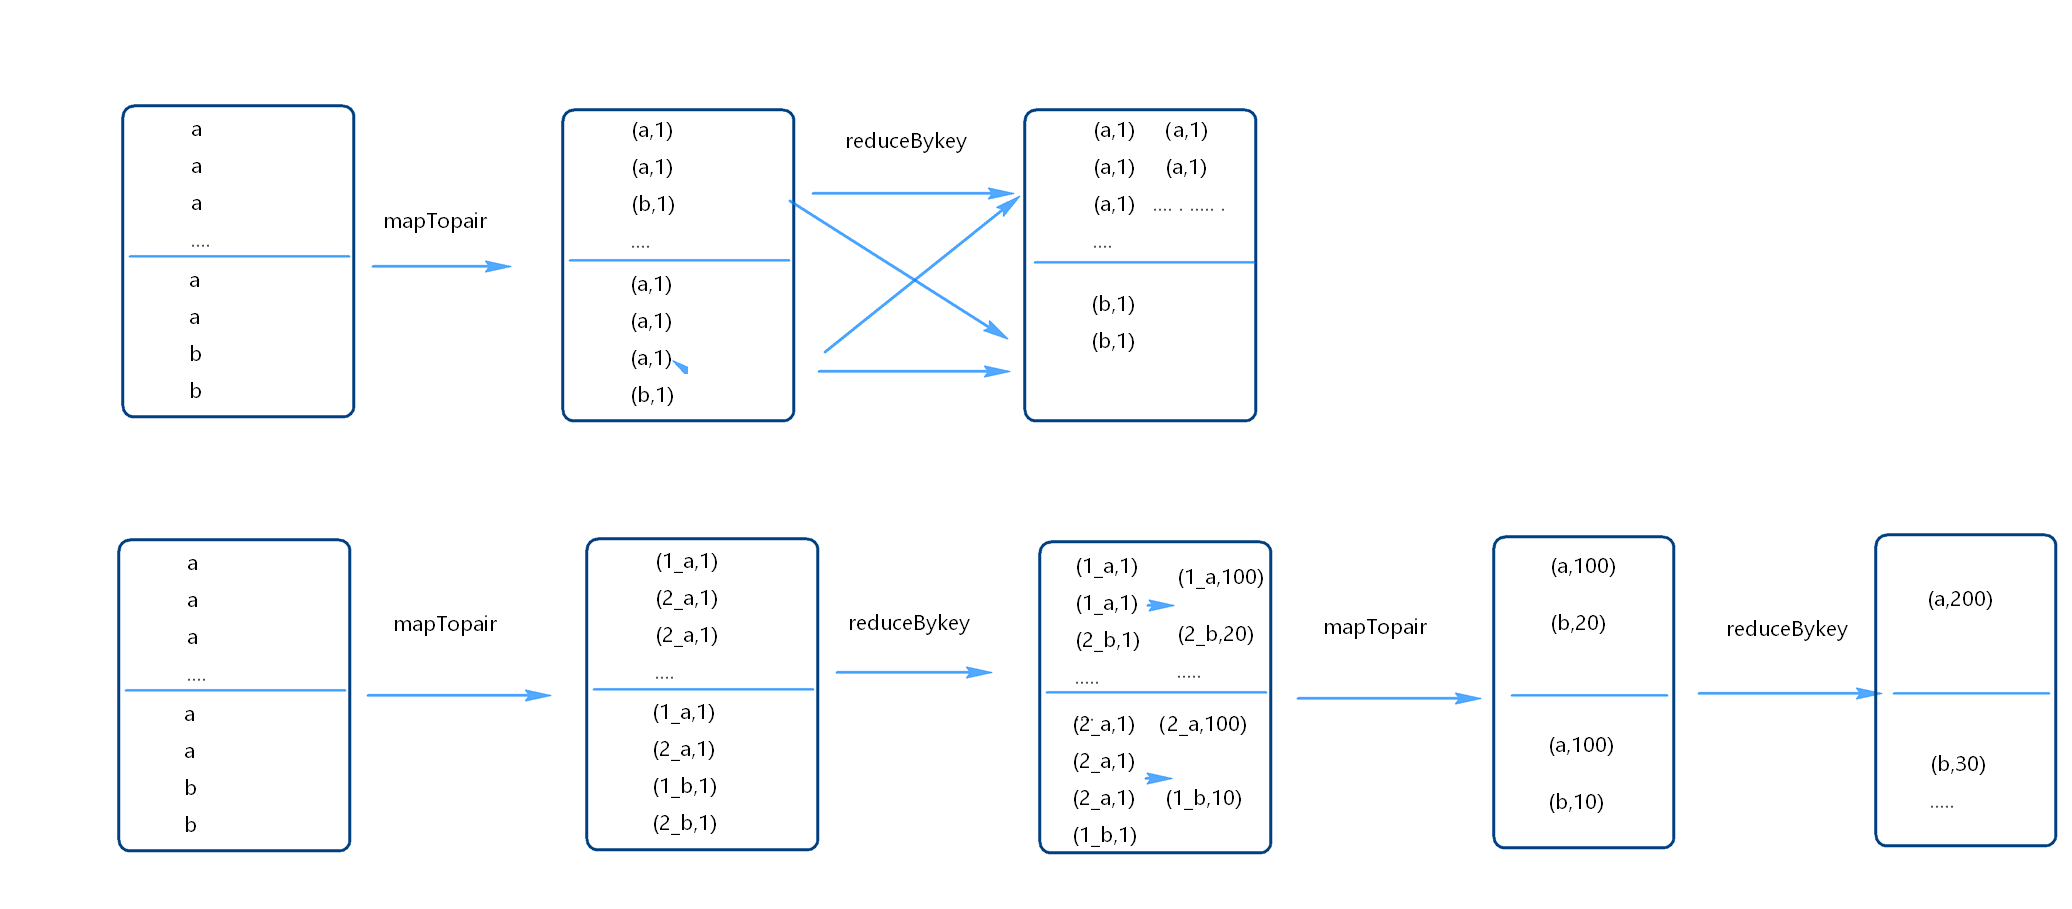 a
a
a
....
a
a
b
b
mapTopair
(a,1)
(a,1)
(b,1)
....
(a,1)
(a,1)
(a,1)
(b,1)
reduceBykey
(a,1) (a,1)
(a,1) (a,1)
(a,1) .... . ..... .
....
(b,1)
(b,1)
a
a
a
....
a
a
b
b
mapTopair
(1_a,1)
(2_a,1)
(2_a,1)
....
(1_a,1)
(2_a,1)
(1_b,1)
(2_b,1)
reduceBykey
(1_a,1) (1_a,100)
(1_a,1)
(2_b,1) (2_b,20)
..... .....
(2_a,1) (2_a,100)
(2_a,1)
(2_a,1) (1_b,10)
(1_b,1)
mapTopair
(a,100)
(b,20)
(a,100)
(b,10)
reduceBykey
(a,200)
(b,30)
.....